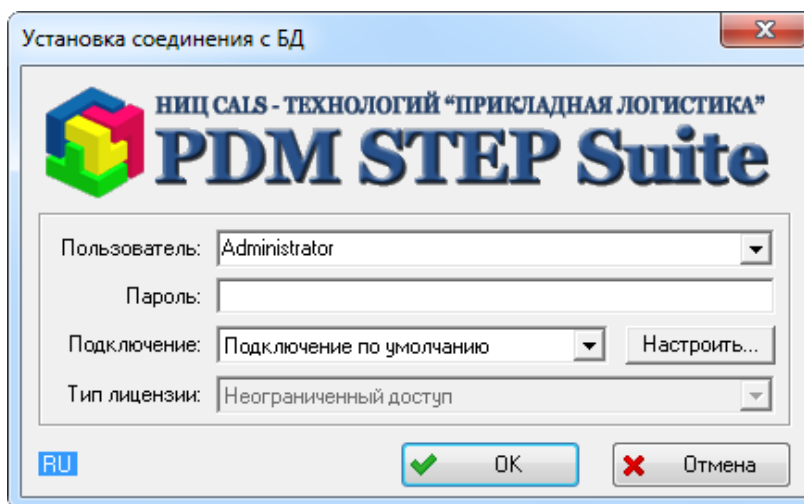 Установка соединения с БД
НИЦ CALS - ТЕХНОЛОГИЙ “ПРИКЛАДНАЯ ЛОГИСТИКА”
PDM STEP Suite
Пользователь: Administrator
Пароль:
Подключение: Подключение по умолчанию Настроить...
Тип лицензии: Неограниченный доступ
RU OK Отмена